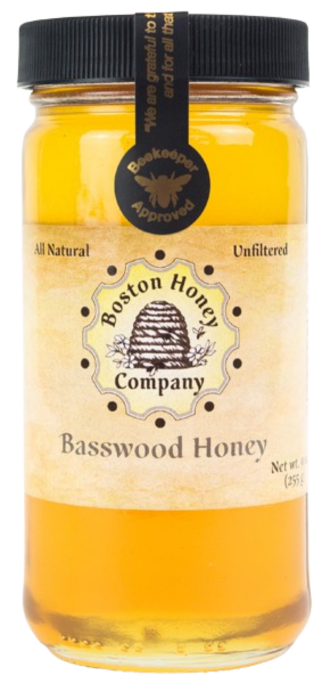 "We are grateful to
and for all tha
Beekeeper
Approved
All Natural
Unfiltered
Boston Honey
Company
Basswood Honey
Net wt.
(255